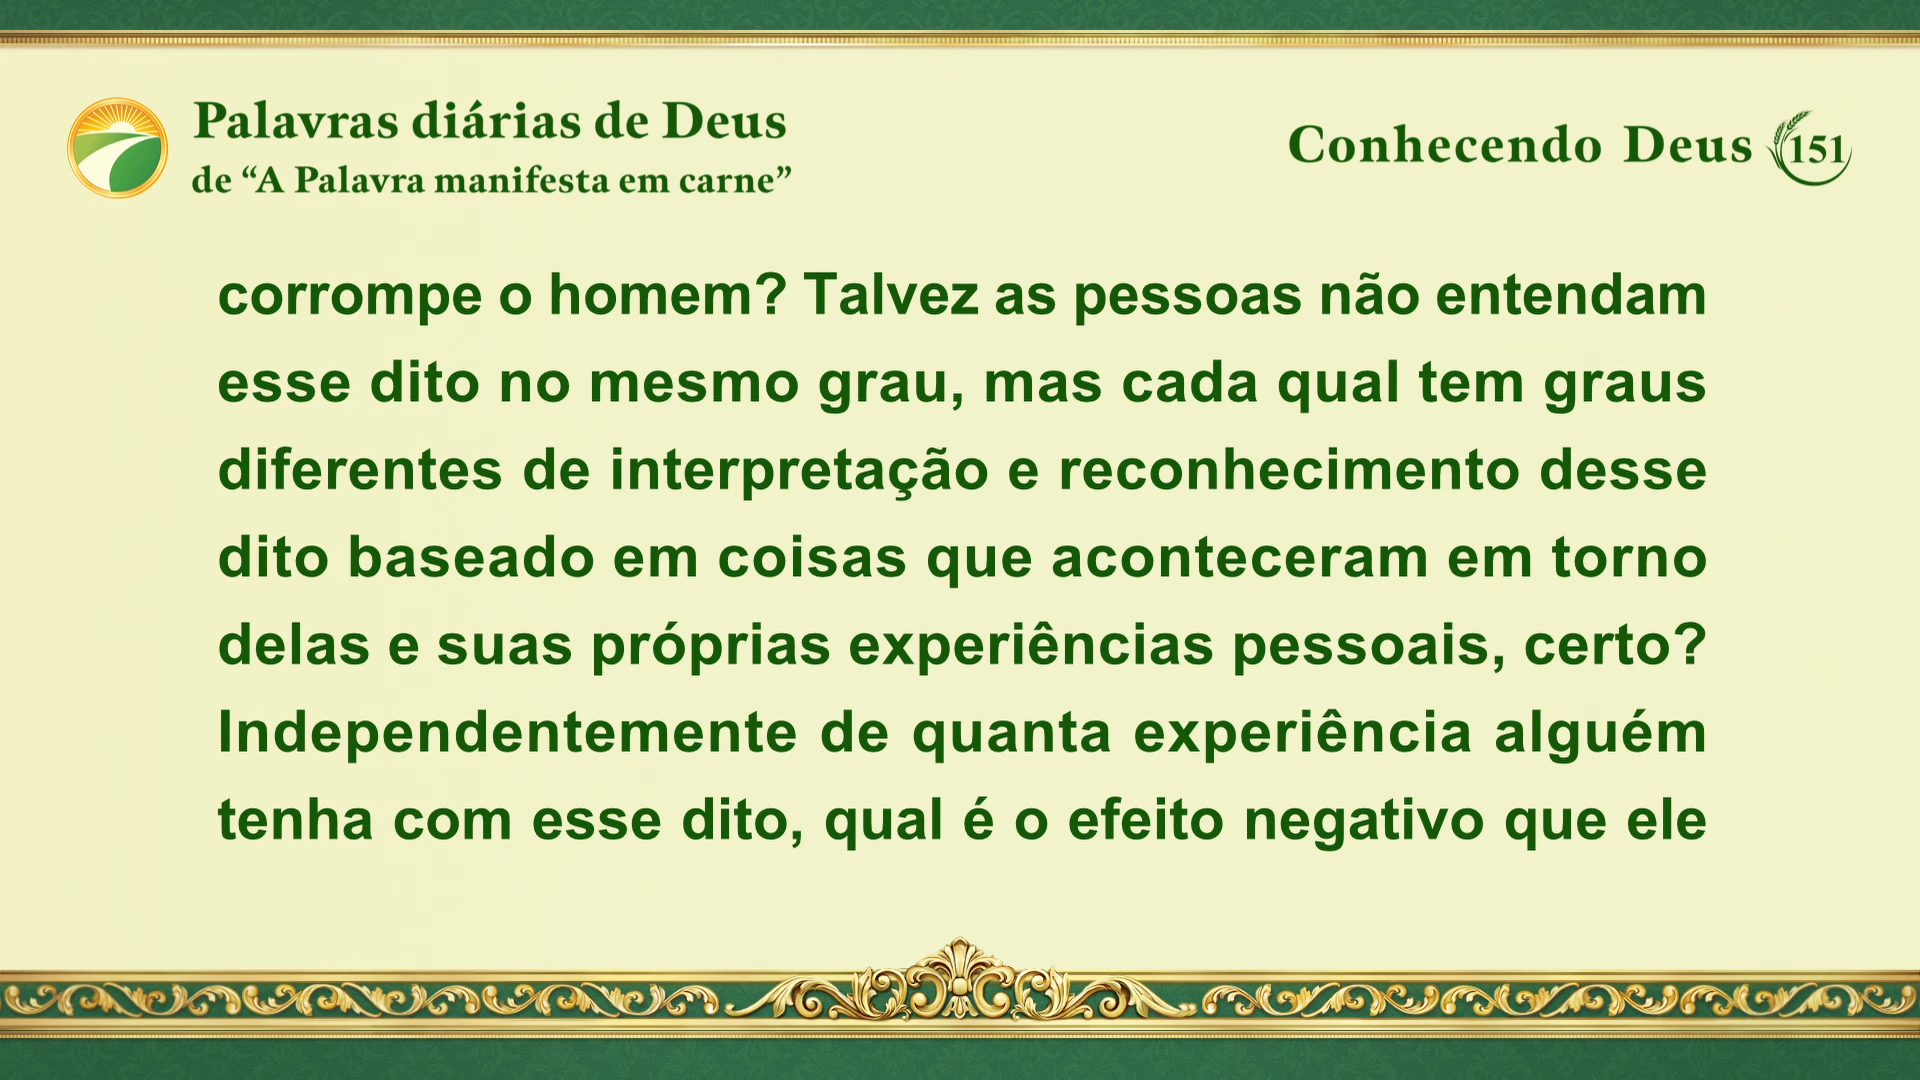 Palavras diárias de Deus
de “A Palavra manifesta em carne”
Conhecendo Deus 151
corrompe o homem? Talvez as pessoas não entendam
esse dito no mesmo grau, mas cada qual tem graus
diferentes de interpretação e reconhecimento desse
dito baseado em coisas que aconteceram em torno
delas e suas próprias experiências pessoais, certo?
Independentemente de quanta experiência alguém
tenha com esse dito, qual é o efeito negativo que ele